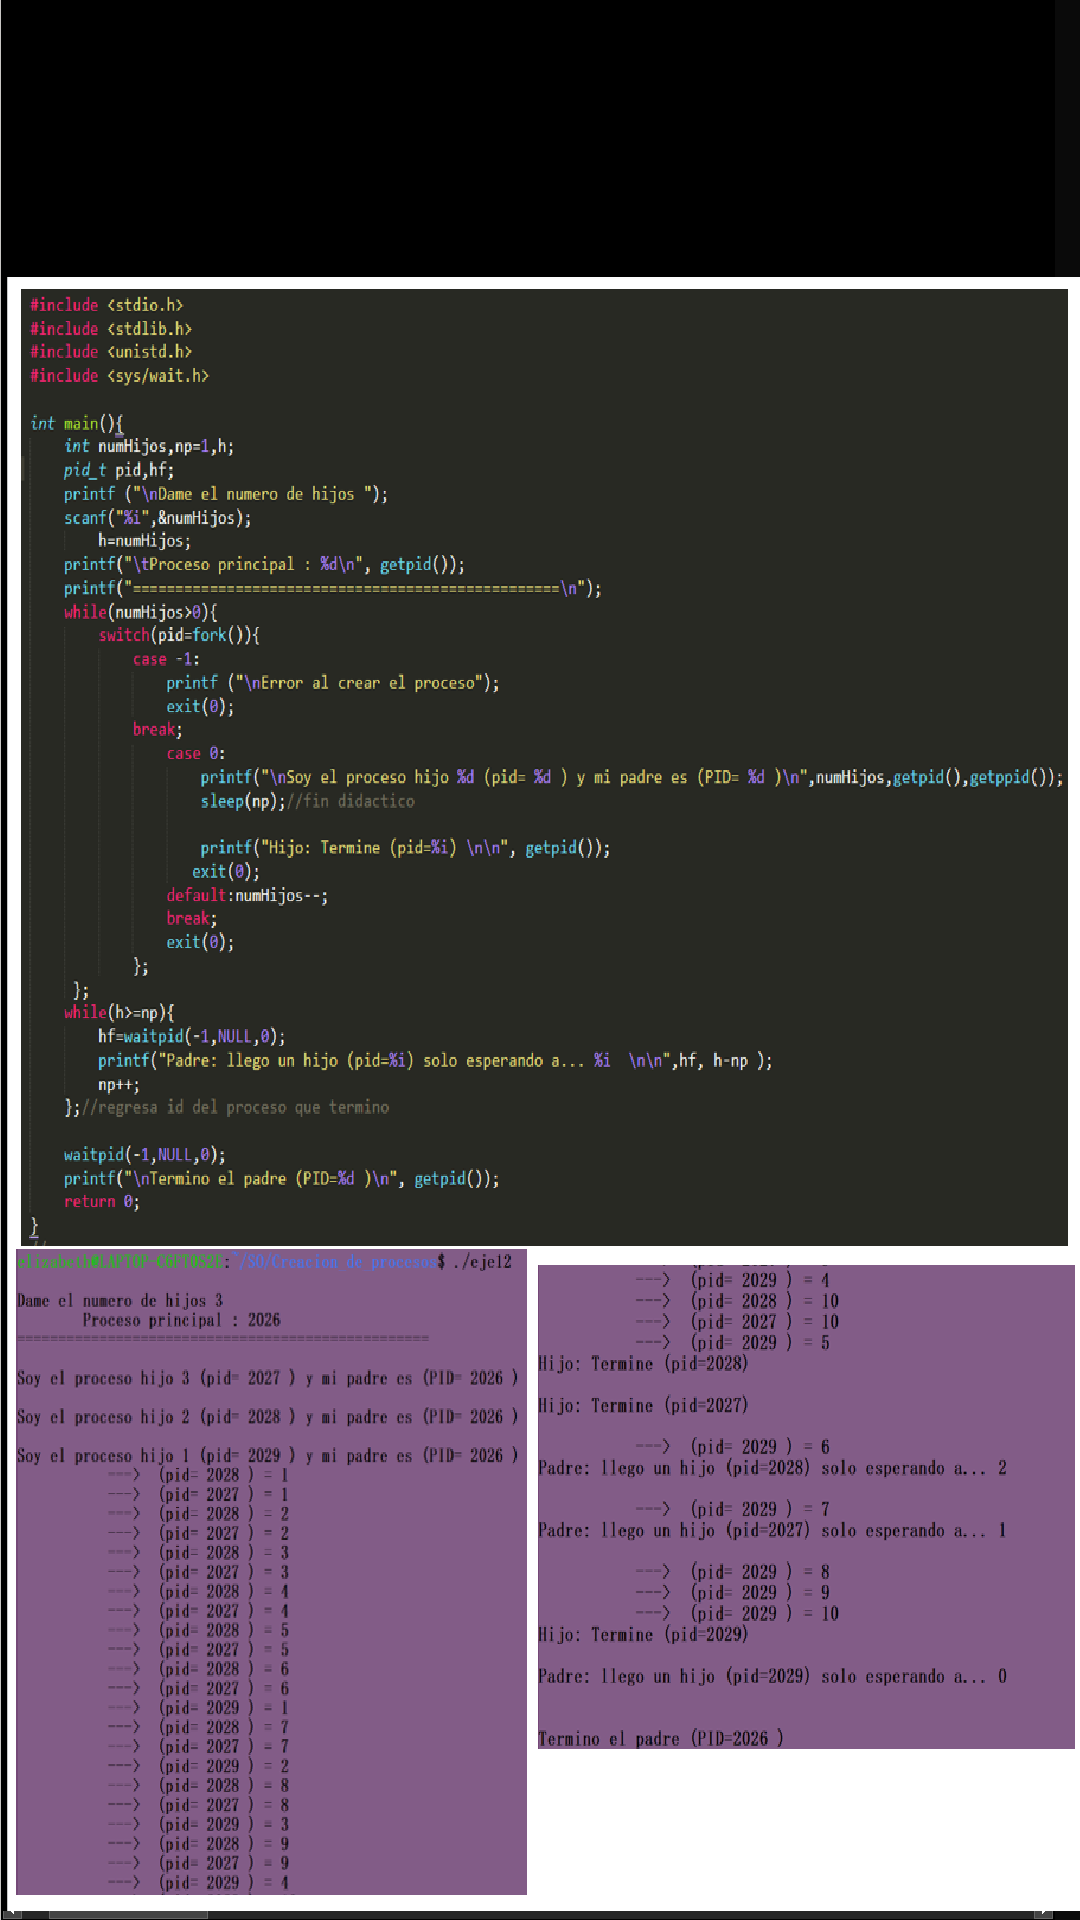 #include <stdio.h>
#include <stdlib.h>
#include <unistd.h>
#include <sys/wait.h>
int main(){
int numHijos,np=1,h;
pid_t pid,hf;
printf ("\nDame el numero de hijos ");
scanf("%i",&numHijos);
h=numHijos;
printf("\tProceso principal : %d\n", getpid());
printf("==================================================\n");
while(numHijos>0){
switch(pid=fork()){
case -1:
printf ("\nError al crear el proceso");
exit(0);
break;
case 0:
printf("\nSoy el proceso hijo %d (pid= %d ) y mi padre es (PID= %d )\n",numHijos,getpid(),getppid());
sleep(np);//fin didactico
printf("Hijo: Termine (pid=%i) \n\n", getpid());
exit(0);
default:numHijos--;
break;
exit(0);
};
};
while(h>=np){
hf=waitpid(-1,NULL,0);
printf("Padre: llego un hijo (pid=%i) solo esperando a... %i  \n\n",hf, h-np );
np++;
};//regresa id del proceso que termino
waitpid(-1,NULL,0);
printf("\nTermino el padre (PID=%d )\n", getpid());
return 0;
}
elizabeth@LAPTOP-C6FT0S28:~/SO/Creacion_de_procesos$ ./eje12
Dame el numero de hijos 3
Proceso principal : 2026
==================================================
Soy el proceso hijo 3 (pid= 2027 ) y mi padre es (PID= 2026 )
Soy el proceso hijo 2 (pid= 2028 ) y mi padre es (PID= 2026 )
Soy el proceso hijo 1 (pid= 2029 ) y mi padre es (PID= 2026 )
---> (pid= 2028 ) = 1
---> (pid= 2027 ) = 1
---> (pid= 2028 ) = 2
---> (pid= 2027 ) = 2
---> (pid= 2028 ) = 3
---> (pid= 2027 ) = 3
---> (pid= 2028 ) = 4
---> (pid= 2027 ) = 4
---> (pid= 2028 ) = 5
---> (pid= 2027 ) = 5
---> (pid= 2028 ) = 6
---> (pid= 2027 ) = 6
---> (pid= 2029 ) = 1
---> (pid= 2028 ) = 7
---> (pid= 2027 ) = 7
---> (pid= 2029 ) = 2
---> (pid= 2028 ) = 8
---> (pid= 2027 ) = 8
---> (pid= 2029 ) = 3
---> (pid= 2028 ) = 9
---> (pid= 2027 ) = 9
---> (pid= 2029 ) = 4
---> (pid= 2029 ) = 4
---> (pid= 2028 ) = 10
---> (pid= 2027 ) = 10
---> (pid= 2029 ) = 5
Hijo: Termine (pid=2028)
Hijo: Termine (pid=2027)
---> (pid= 2029 ) = 6
Padre: llego un hijo (pid=2028) solo esperando a... 2
---> (pid= 2029 ) = 7
Padre: llego un hijo (pid=2027) solo esperando a... 1
---> (pid= 2029 ) = 8
---> (pid= 2029 ) = 9
---> (pid= 2029 ) = 10
Hijo: Termine (pid=2029)
Padre: llego un hijo (pid=2029) solo esperando a... 0
Termino el padre (PID=2026 )